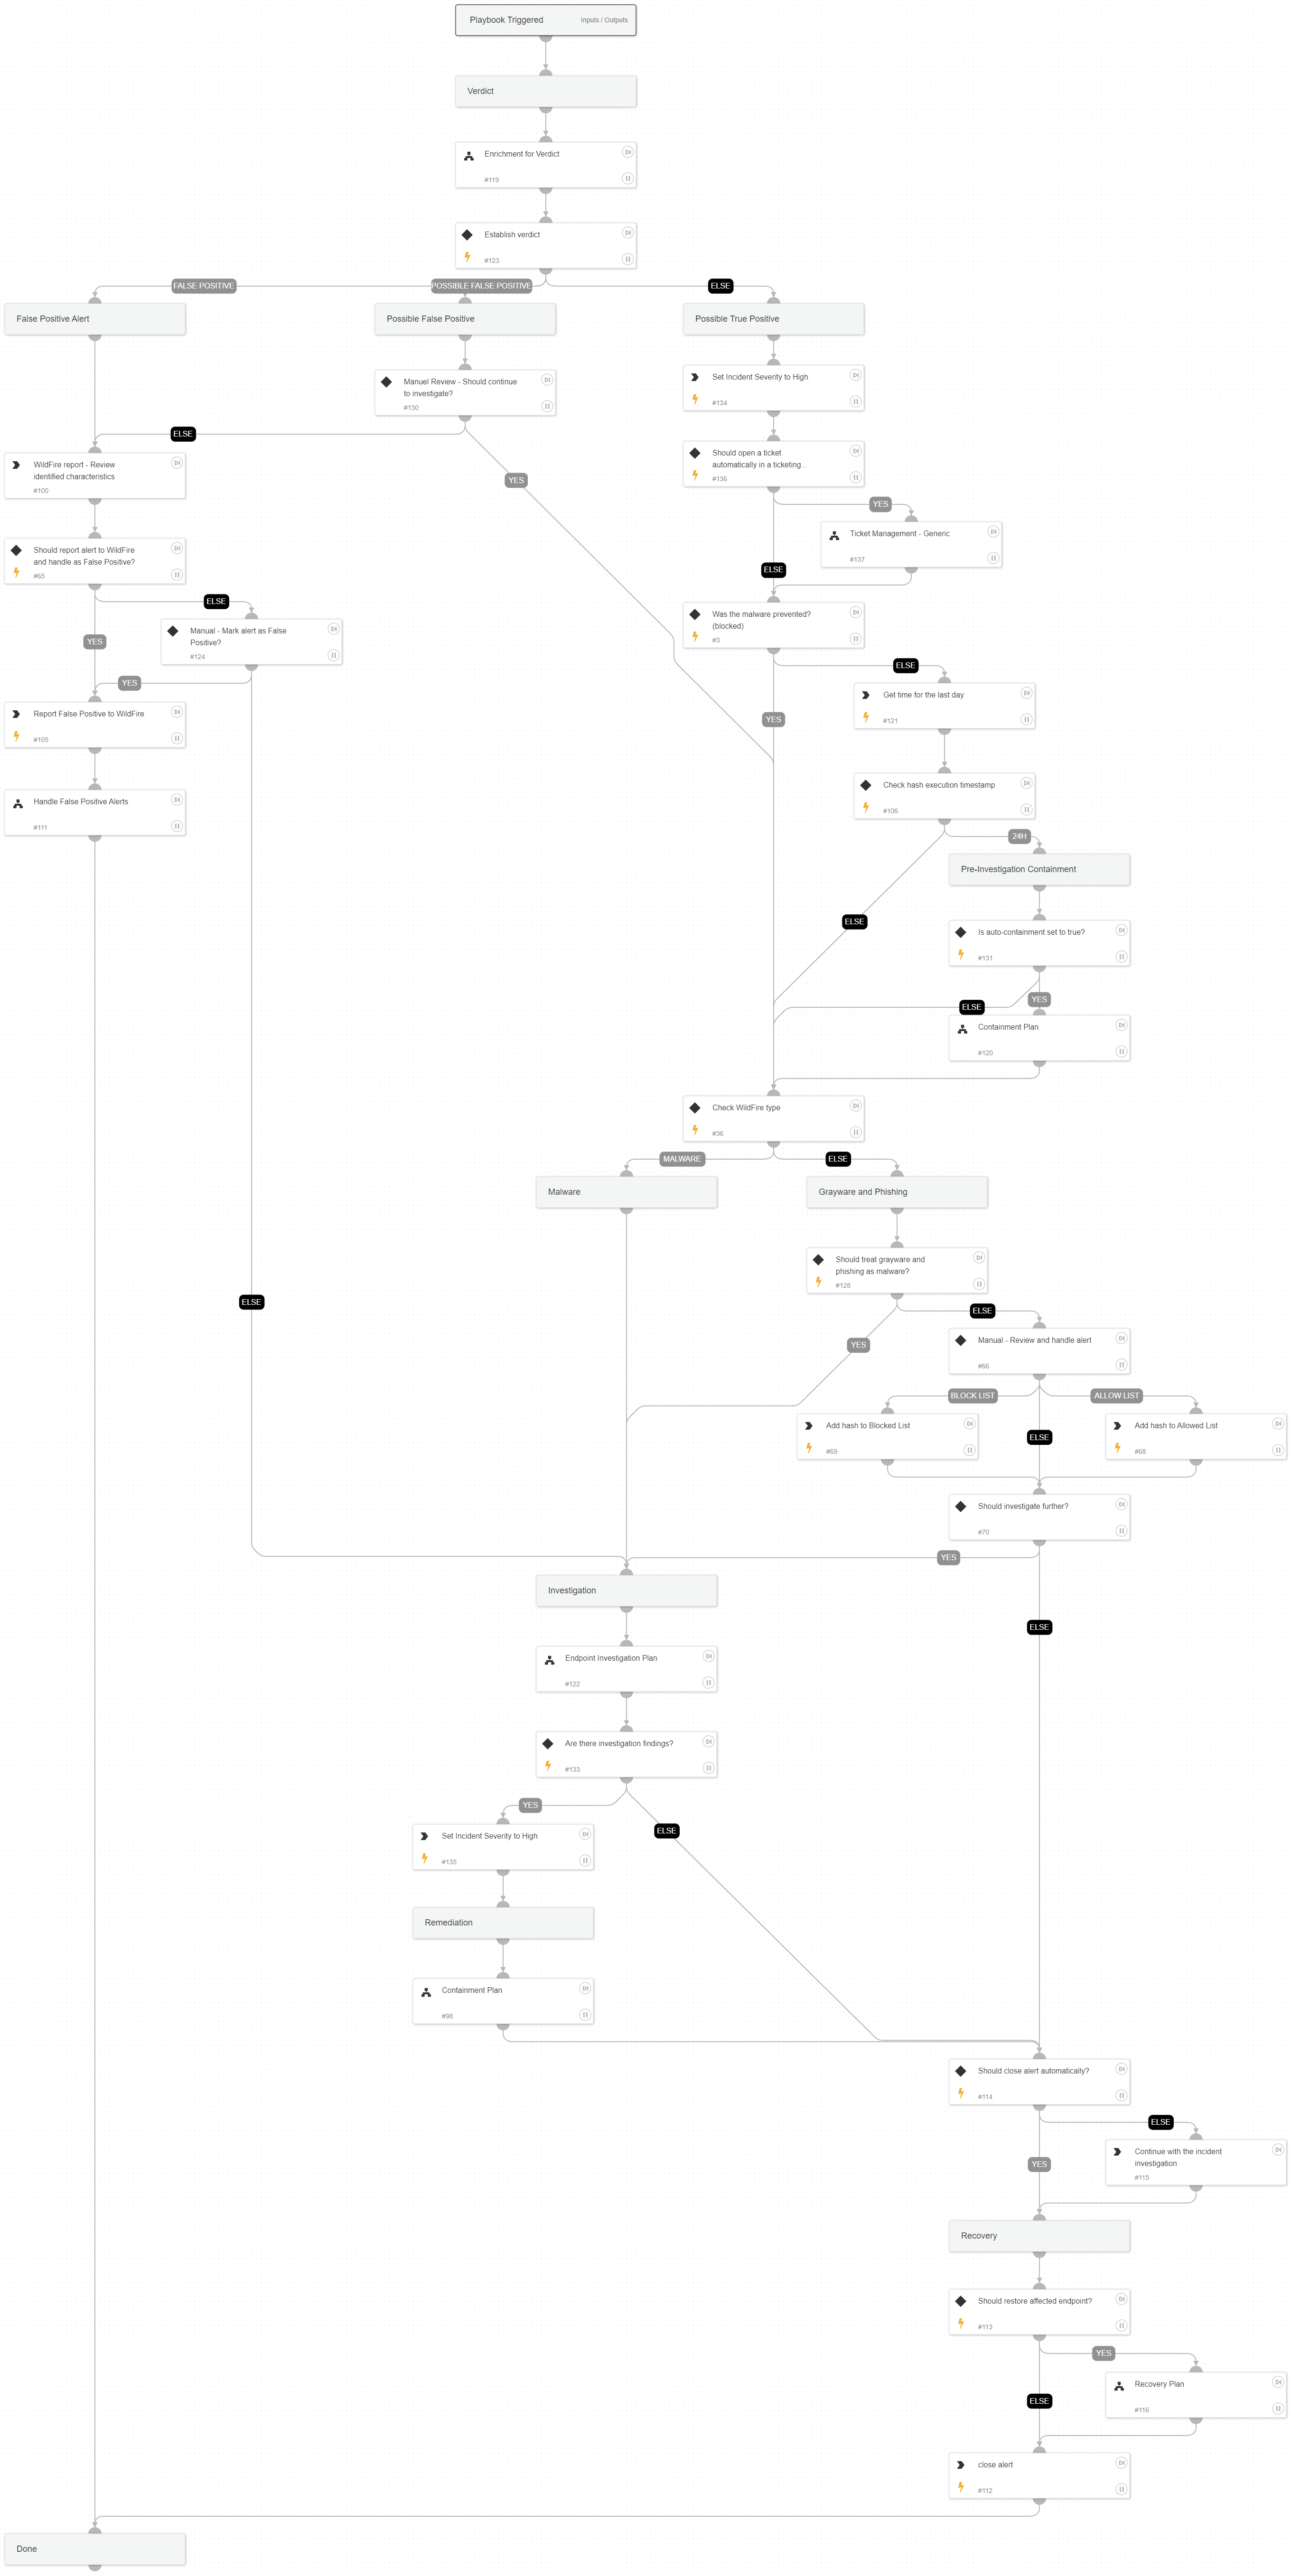 Playbook Triggered
Inputs / Outputs
Verdict
Enrichment for Verdict
#119
Establish verdict
#123
FALSE POSITIVE
POSSIBLE FALSE POSITIVE
ELSE
False Positive Alert
Possible False Positive
Possible True Positive
Manuel Review - Should continue
to investigate?
#130
Set Incident Severity to High
#134
ELSE
WildFire report - Review
identified characteristics
#100
YES
Should open a ticket
automatically in a ticketing...
#136
YES
Ticket Management - Generic
#137
ELSE
Should report alert to WildFire
and handle as False Positive?
#65
ELSE
YES
Manual - Mark alert as False
Positive?
#124
YES
Was the malware prevented?
(blocked)
#3
ELSE
YES
Get time for the last day
#121
Report False Positive to WildFire
#105
Handle False Positive Alerts
#111
Check hash execution timestamp
#106
24H
Pre-Investigation Containment
ELSE
Is auto-containment set to true?
#131
YES
ELSE
Containment Plan
#120
Check WildFire type
#36
MALWARE
ELSE
Malware
Grayware and Phishing
Should treat grayware and
phishing as malware?
#128
ELSE
ELSE
YES
Manual - Review and handle alert
#66
BLOCK LIST
ALLOW LIST
Add hash to Blocked List
#69
ELSE
Add hash to Allowed List
#68
Should investigate further?
#70
YES
Investigation
ELSE
Endpoint Investigation Plan
#122
Are there investigation findings?
#133
YES
ELSE
Set Incident Severity to High
#135
Remediation
Containment Plan
#98
Should close alert automatically?
#114
ELSE
YES
Continue with the incident
investigation
#115
Recovery
Should restore affected endpoint?
#113
YES
ELSE
Recovery Plan
#116
close alert
#112
Done